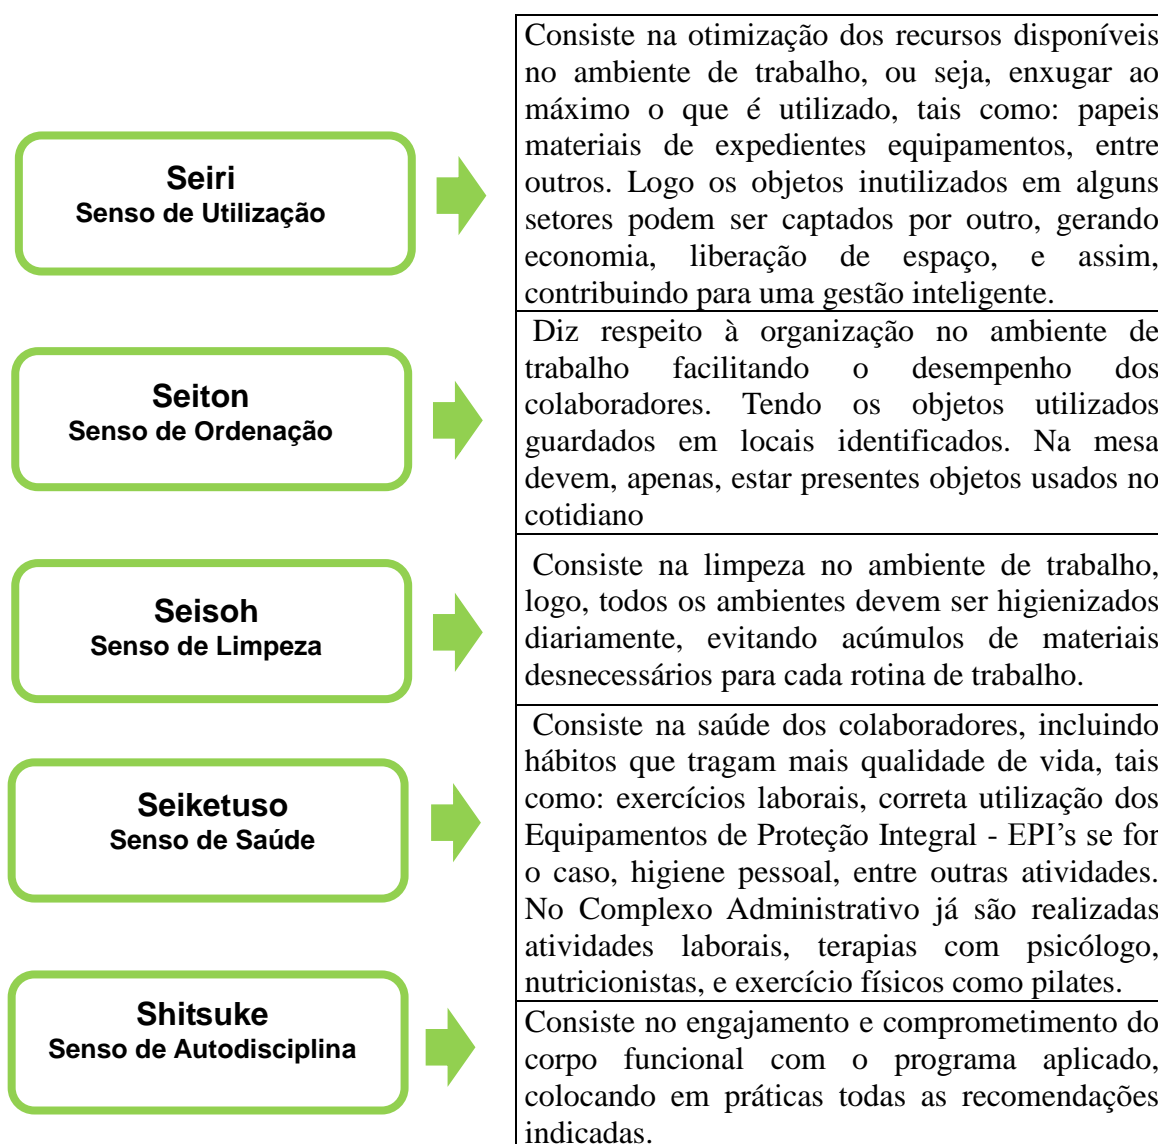 Seiri
Senso de Utilização
Consiste na otimização dos recursos disponíveis
no ambiente de trabalho, ou seja, enxugar ao
máximo o que é utilizado, tais como: papeis
materiais de expedientes equipamentos, entre
outros. Logo os objetos inutilizados em alguns
setores podem ser captados por outro, gerando
economia, liberação de espaço, e assim,
contribuindo para uma gestão inteligente.
Seiton
Senso de Ordenação
Diz respeito à organização no ambiente de
trabalho facilitando o desempenho dos
colaboradores. Tendo os objetos utilizados
guardados em locais identificados. Na mesa
devem, apenas, estar presentes objetos usados no
cotidiano
Seisoh
Senso de Limpeza
Consiste na limpeza no ambiente de trabalho,
logo, todos os ambientes devem ser higienizados
diariamente, evitando acúmulos de materiais
desnecessários para cada rotina de trabalho.
Seiketuso
Senso de Saúde
Consiste na saúde dos colaboradores, incluindo
hábitos que tragam mais qualidade de vida, tais
como: exercícios laborais, correta utilização dos
Equipamentos de Proteção Integral - EPI’s se for
o caso, higiene pessoal, entre outras atividades.
No Complexo Administrativo já são realizadas
atividades laborais, terapias com psicólogo,
nutricionistas, e exercício físicos como pilates.
Shitsuke
Senso de Autodisciplina
Consiste no engajamento e comprometimento do
corpo funcional com o programa aplicado,
colocando em práticas todas as recomendações
indicadas.